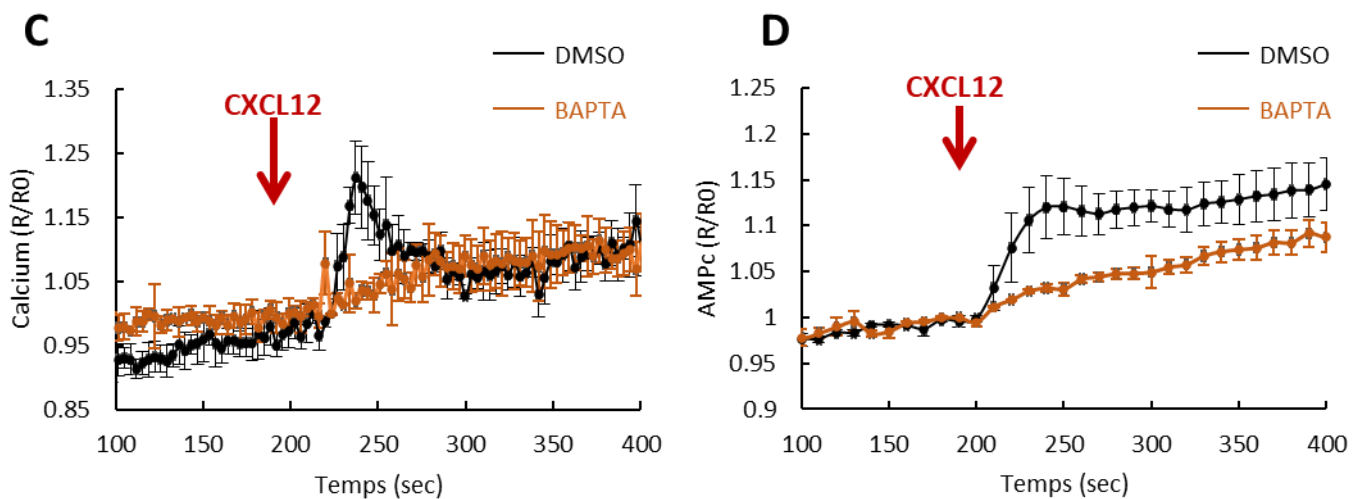 C
DMSO
BAPTA
CXCL12
Calcium (R/R0)
1.35
1.25
1.15
1.05
0.95
0.85
100 150 200 250 300 350 400
Temps (sec)
D
DMSO
BAPTA
CXCL12
AMPc (R/R0)
1.25
1.2
1.15
1.1
1.05
1
0.95
0.9
100 150 200 250 300 350 400
Temps (sec)